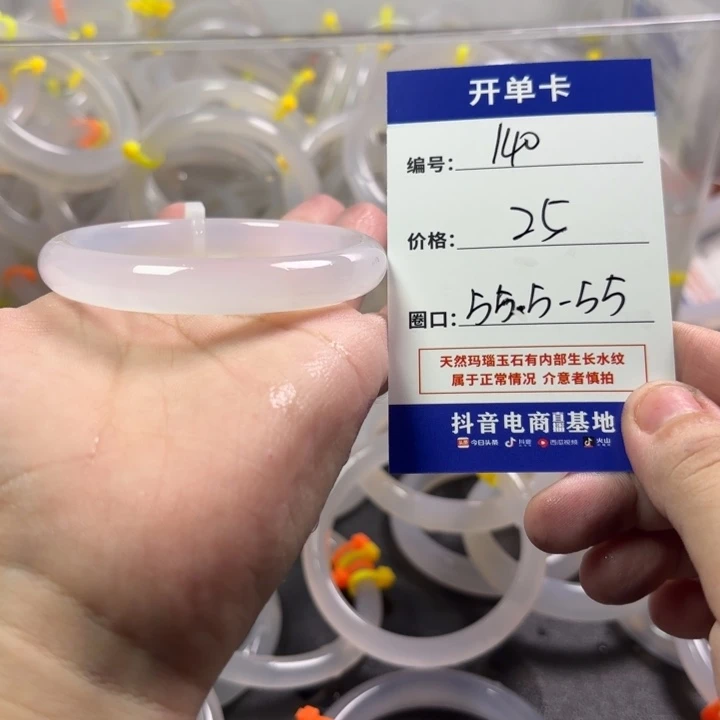 开单卡
编号: 140
价格: 25
圈口: 55.5-55
天然玛瑙玉石有内部生长水纹
属于正常情况 介意者慎拍
抖音电商直播基地
今日头条 抖音 西瓜视频 火山